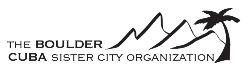 THE BOULDER
CUBA SISTER CITY ORGANIZATION